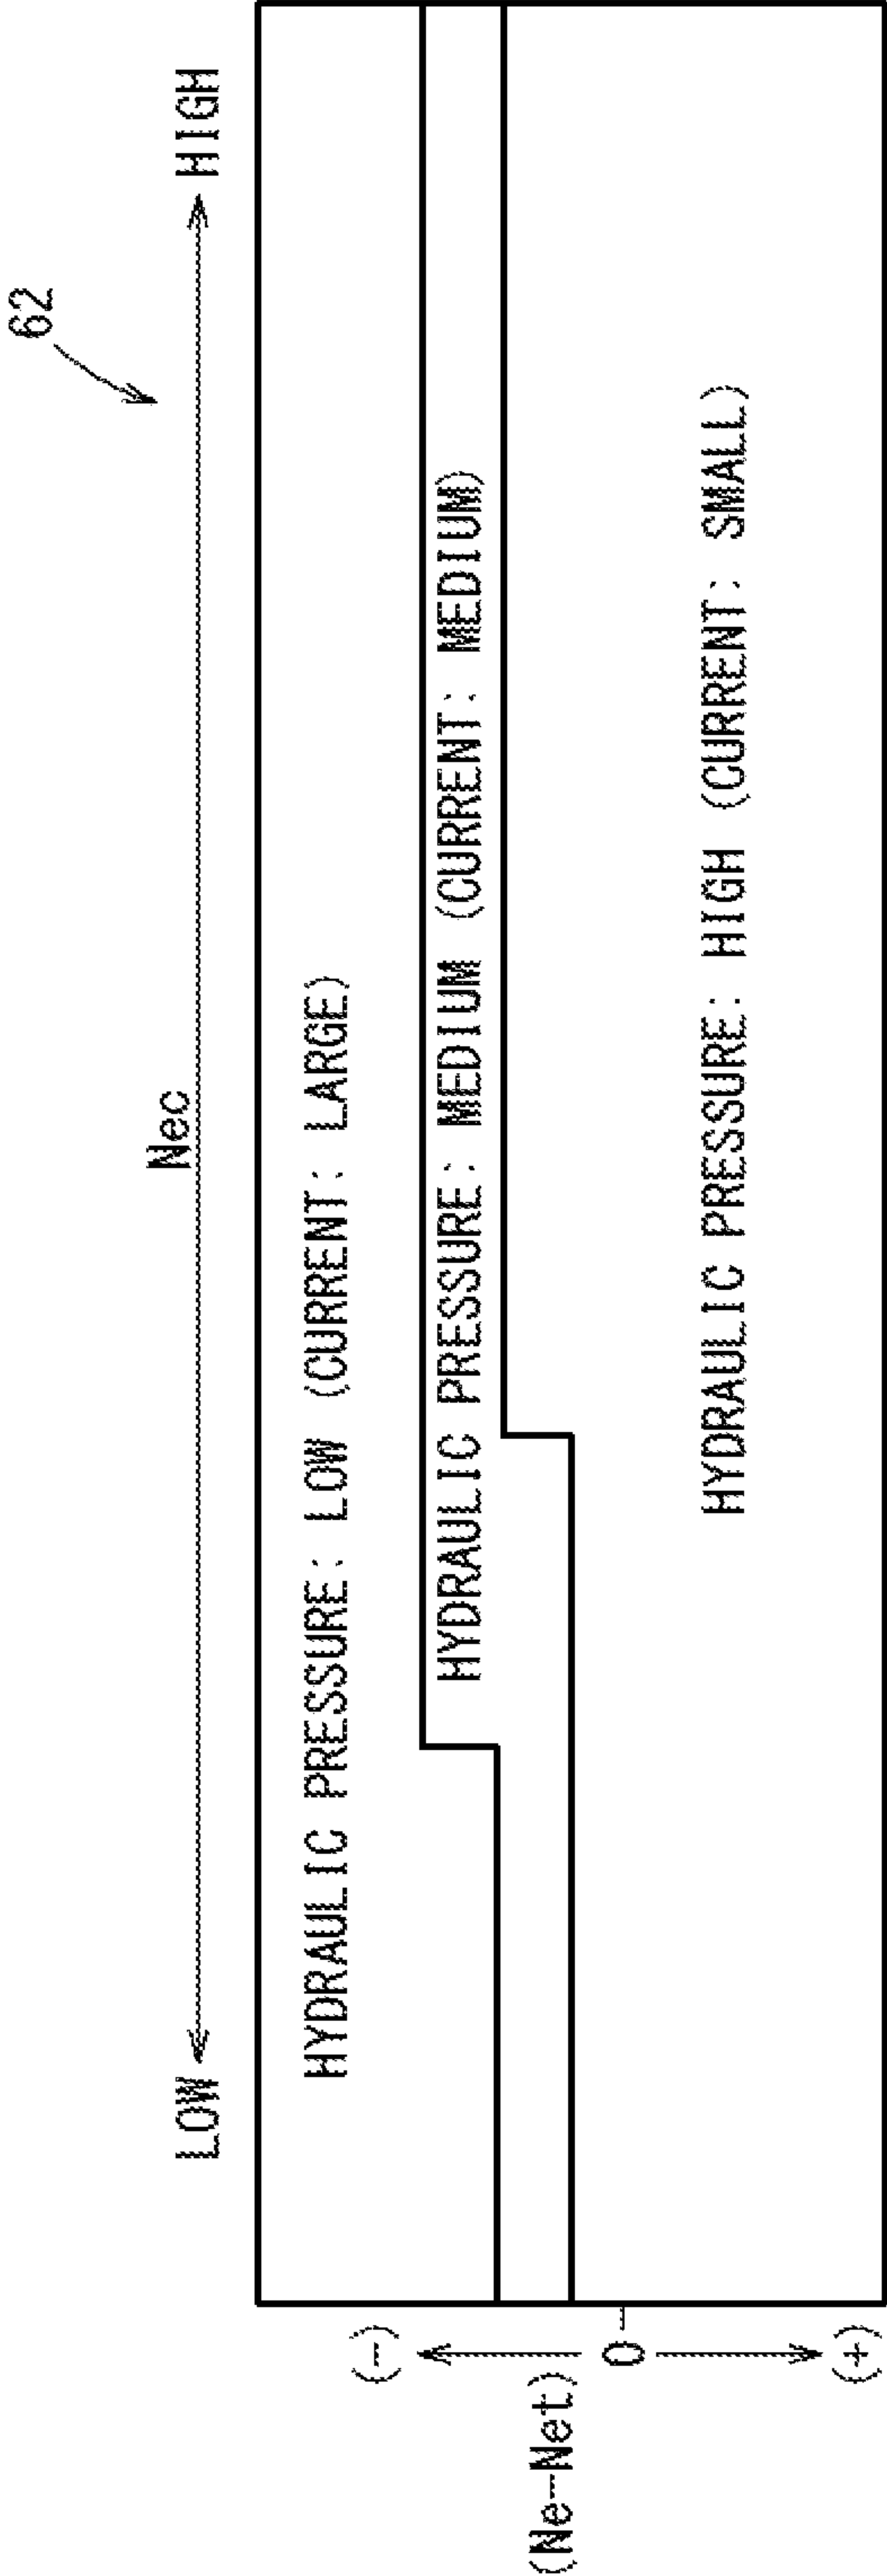 62
Nec
LOW HIGH
(Ne-Net)
(-)
0
(+)
HYDRAULIC PRESSURE: LOW (CURRENT: LARGE)
HYDRAULIC PRESSURE: MEDIUM (CURRENT: MEDIUM)
HYDRAULIC PRESSURE: HIGH (CURRENT: SMALL)